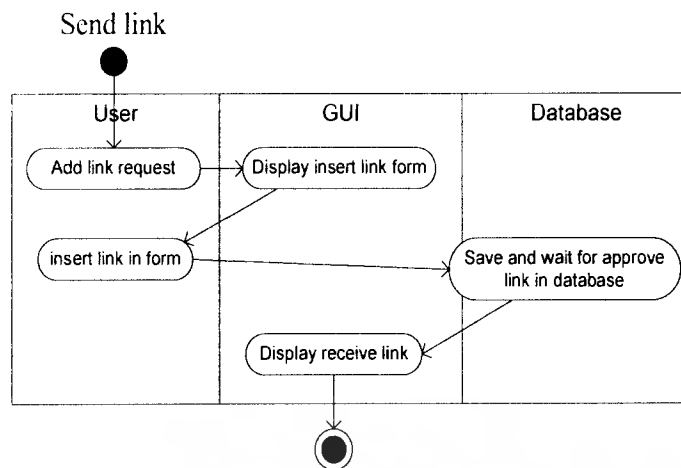 Send link
User
GUI
Database
Add link request
Display insert link form
insert link in form
Save and wait for approve
link in database
Display receive link